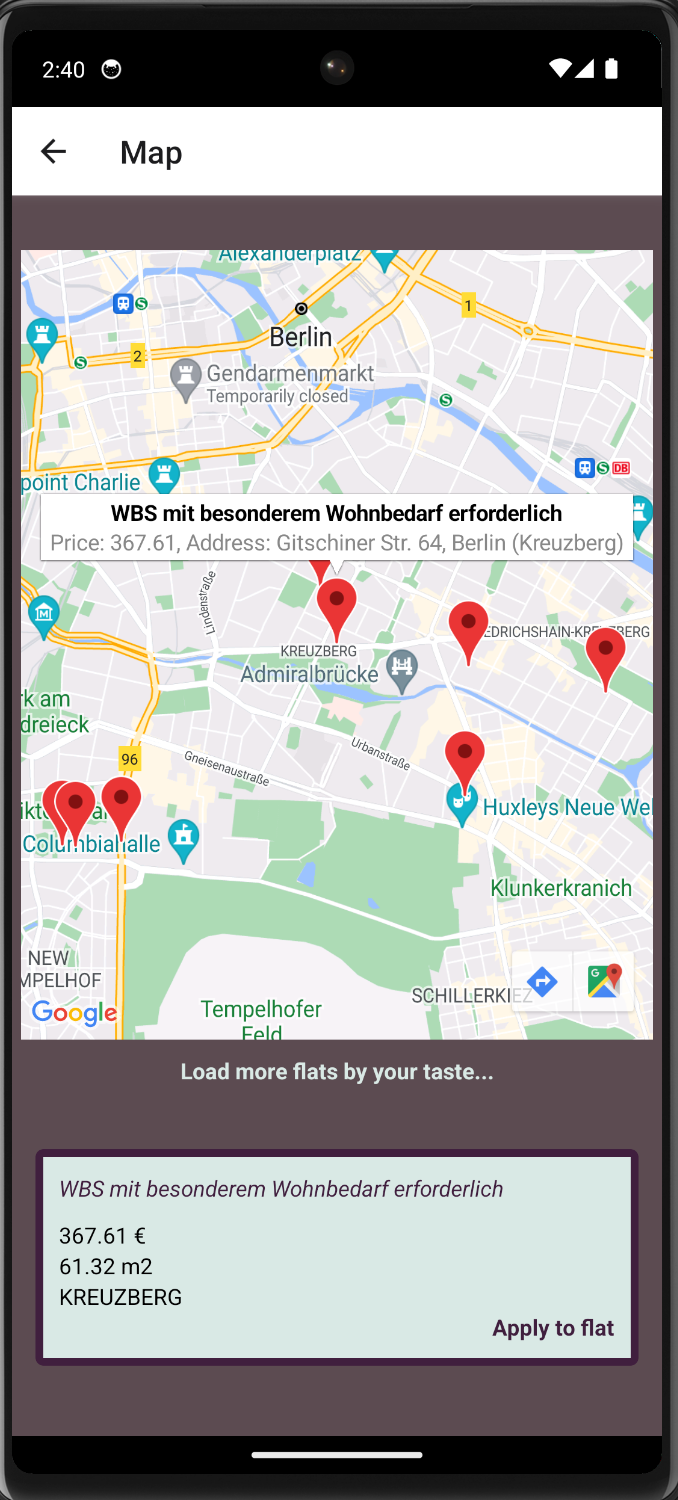 2:40
Map
Alexanderplatz
1
Berlin
2
Gendarmenmarkt
Temporarily closed
S
S
S
S DB
point Charlie
WBS mit besonderem Wohnbedarf erforderlich
Price: 367.61, Address: Gitschiner Str. 64, Berlin (Kreuzberg)
Lindenstraße
M
EDRICHSHAIN-KREUZBERG
KREUZBERG
Admiralbrücke
rk am
dreieck
Urbanstraße
96
Gneisenaustraße
Huxleys Neue Wel
Columbiahalle
Klunkerkranich
NEW
MPELHOF
SCHILLERKIEZ
G
Google
Tempelhofer
Feld
Load more flats by your taste...
WBS mit besonderem Wohnbedarf erforderlich
367.61 €
61.32 m2
KREUZBERG
Apply to flat